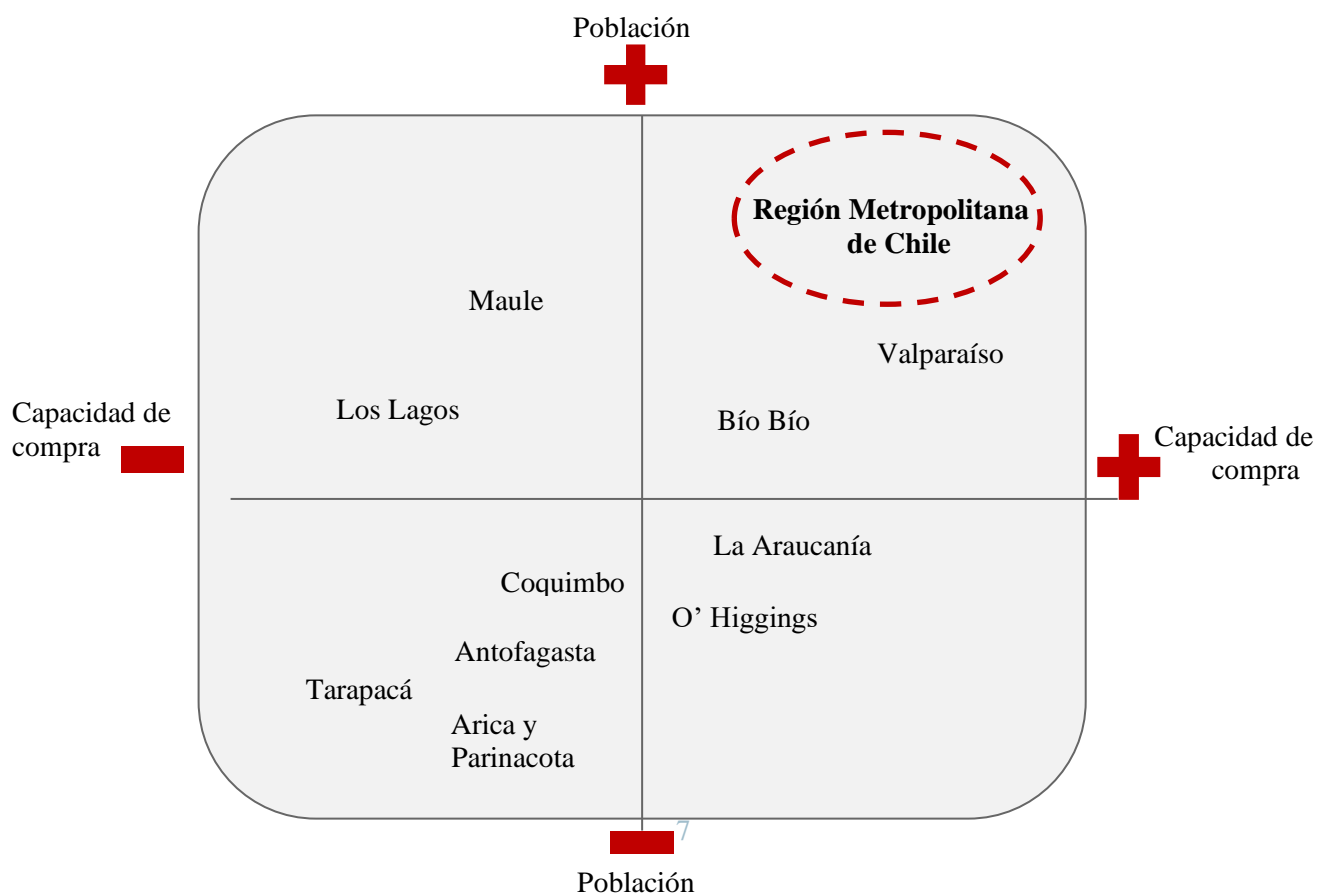 Población
Región Metropolitana
de Chile
Maule
Valparaíso
Los Lagos
Bío Bío
Capacidad de
compra
Capacidad de
compra
La Araucanía
Coquimbo
O’ Higgings
Antofagasta
Tarapacá
Arica y
Parinacota
7
Población